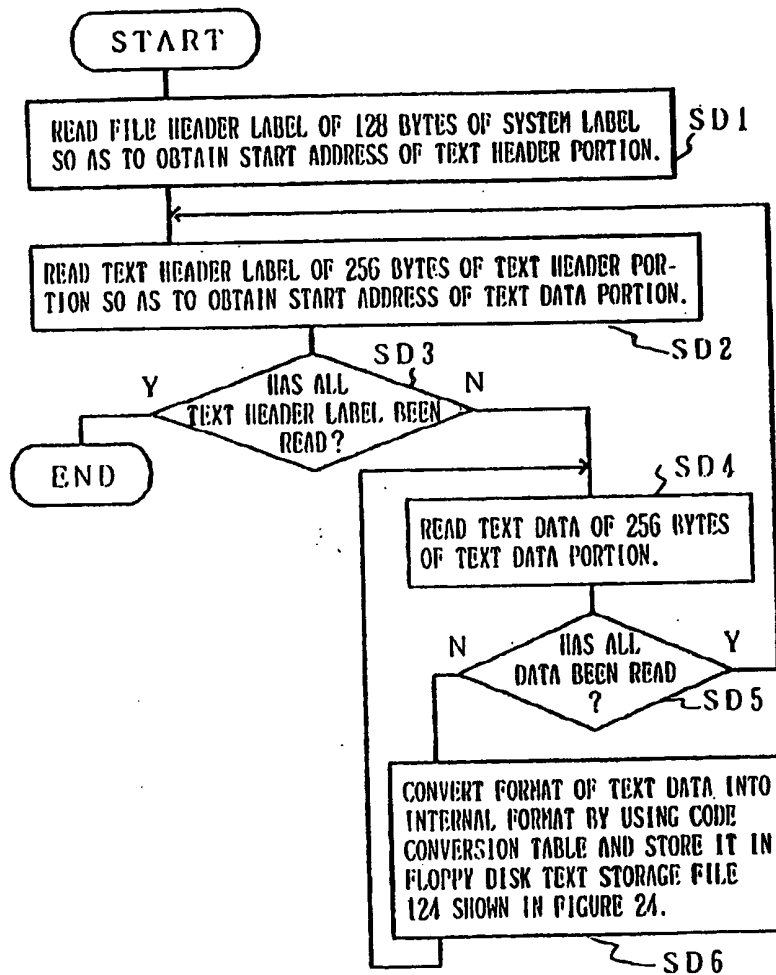 START
READ FILE HEADER LABEL OF 128 BYTES OF SYSTEM LABEL
SO AS TO OBTAIN START ADDRESS OF TEXT HEADER PORTION.
SD1
READ TEXT HEADER LABEL OF 256 BYTES OF TEXT HEADER POR-
TION SO AS TO OBTAIN START ADDRESS OF TEXT DATA PORTION.
SD2
SD3
Y
HAS ALL
TEXT HEADER LABEL BEEN
READ?
N
END
SD4
READ TEXT DATA OF 256 BYTES
OF TEXT DATA PORTION.
N
HAS ALL
DATA BEEN READ
?
Y
SD5
CONVERT FORMAT OF TEXT DATA INTO
INTERNAL FORMAT BY USING CODE
CONVERSION TABLE AND STORE IT IN
FLOPPY DISK TEXT STORAGE FILE
124 SHOWN IN FIGURE 24.
SD6